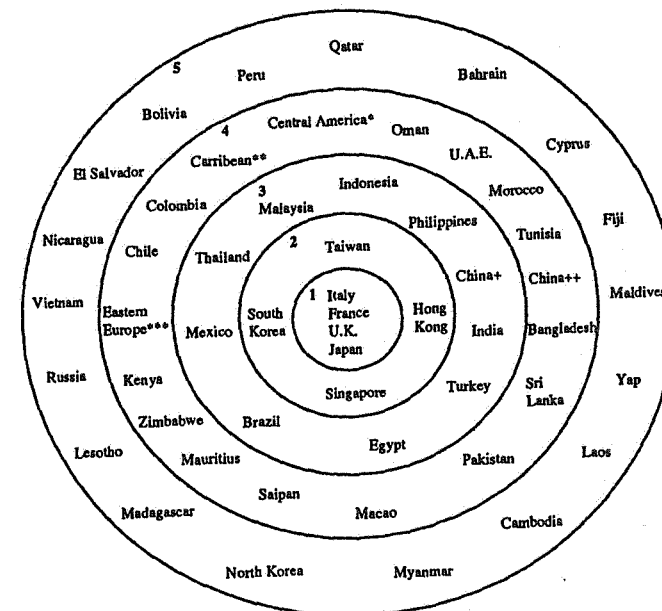 Qatar
5
Peru
Bahrain
Bolivia
4
Central America*
Oman
Cyprus
Carribean**
U.A.E.
El Salvador
3
Indonesia
Morocco
Colombia
Malaysia
Fiji
Philippines
Nicaragua
Chile
Thailand
2
Taiwan
Tunisia
China+
China++
Maldives
Vietnam
Eastern
Europe***
Mexico
South
Korea
1
Italy
France
U.K.
Japan
Hong
Kong
India
Bangladesh
Russia
Kenya
Singapore
Turkey
Sri
Lanka
Yap
Zimbabwe
Brazil
Lesotho
Mauritius
Egypt
Pakistan
Laos
Saipan
Madagascar
Macao
Cambodia
North Korea
Myanmar